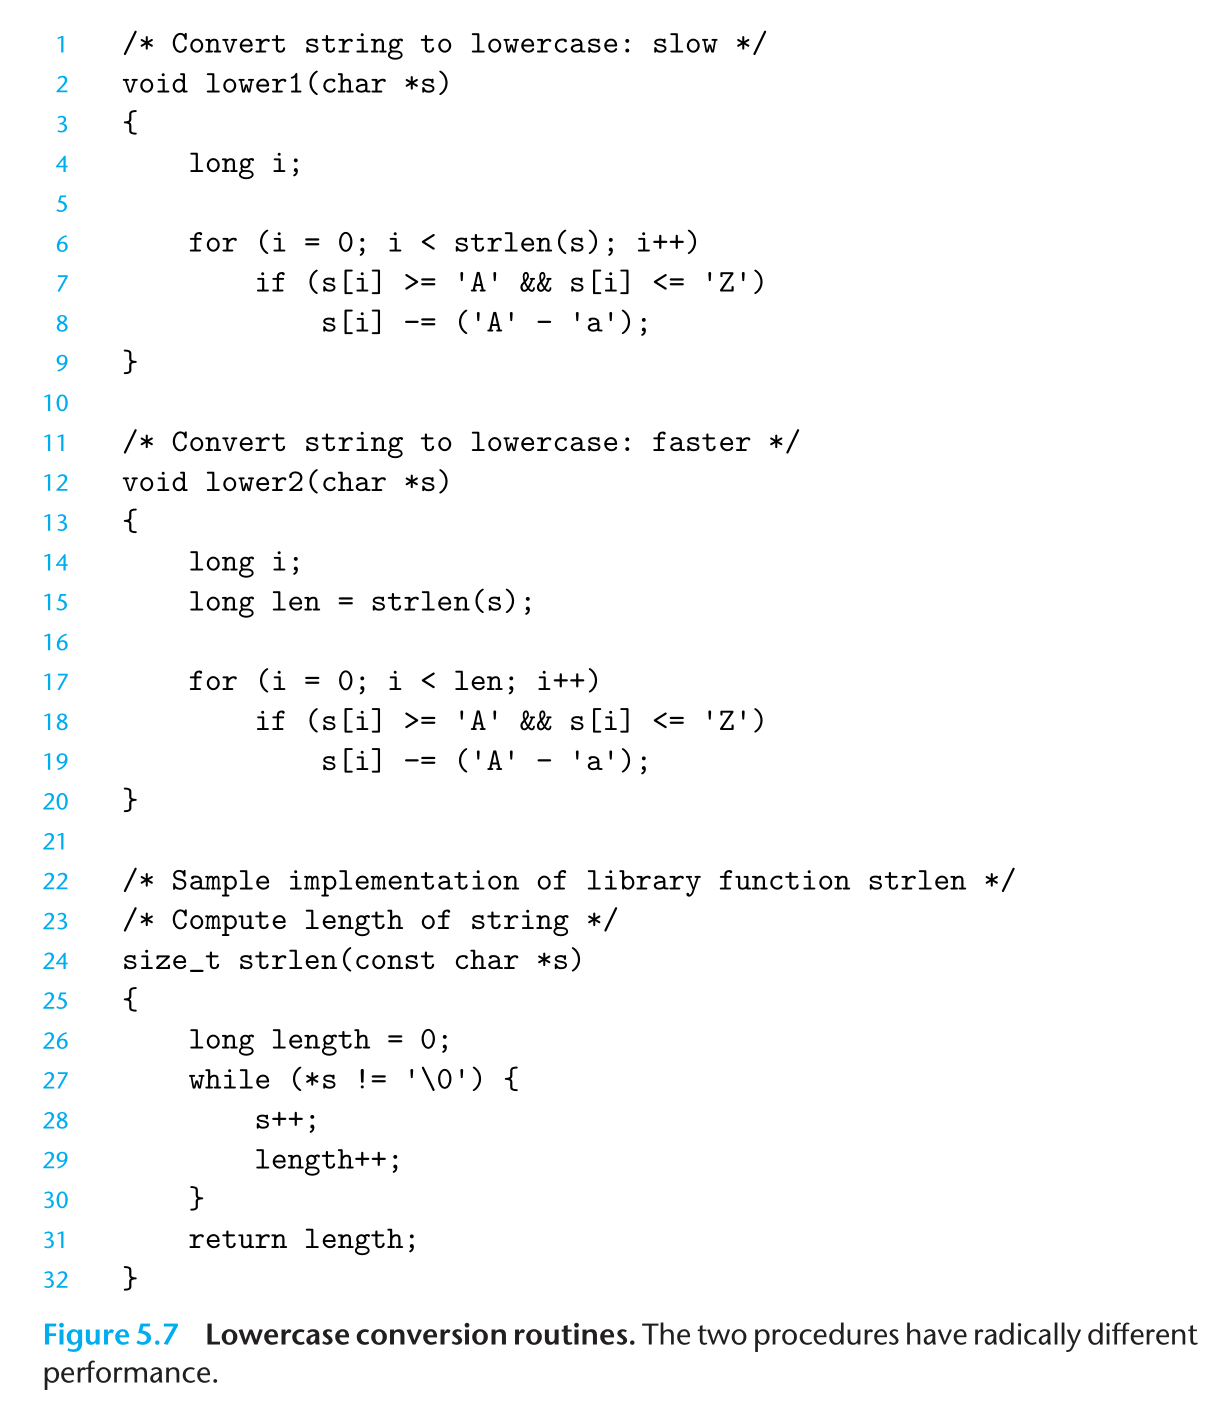 1 /* Convert string to lowercase: slow */
2 void lower1(char *s)
3 {
4     long i;
5
6     for (i = 0; i < strlen(s); i++)
7         if (s[i] >= 'A' && s[i] <= 'Z')
8             s[i] -= ('A' - 'a');
9 }
10
11 /* Convert string to lowercase: faster */
12 void lower2(char *s)
13 {
14     long i;
15     long len = strlen(s);
16
17     for (i = 0; i < len; i++)
18         if (s[i] >= 'A' && s[i] <= 'Z')
19             s[i] -= ('A' - 'a');
20 }
21
22 /* Sample implementation of library function strlen */
23 /* Compute length of string */
24 size_t strlen(const char *s)
25 {
26     long length = 0;
27     while (*s != '\0') {
28         s++;
29         length++;
30     }
31     return length;
32 }
Figure 5.7 Lowercase conversion routines. The two procedures have radically different
performance.